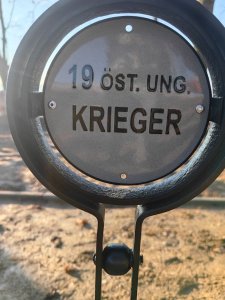 19 ÖST. UNG.
KRIEGER